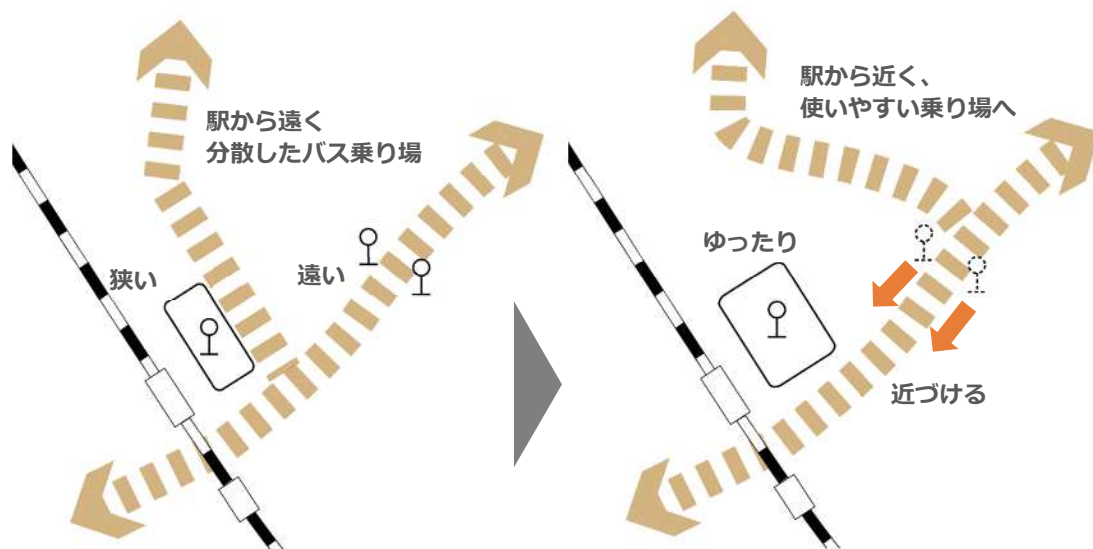 駅から遠く
分散したバス乗り場
狭い
遠い
駅から近く、
使いやすい乗り場へ
ゆったり
近づける